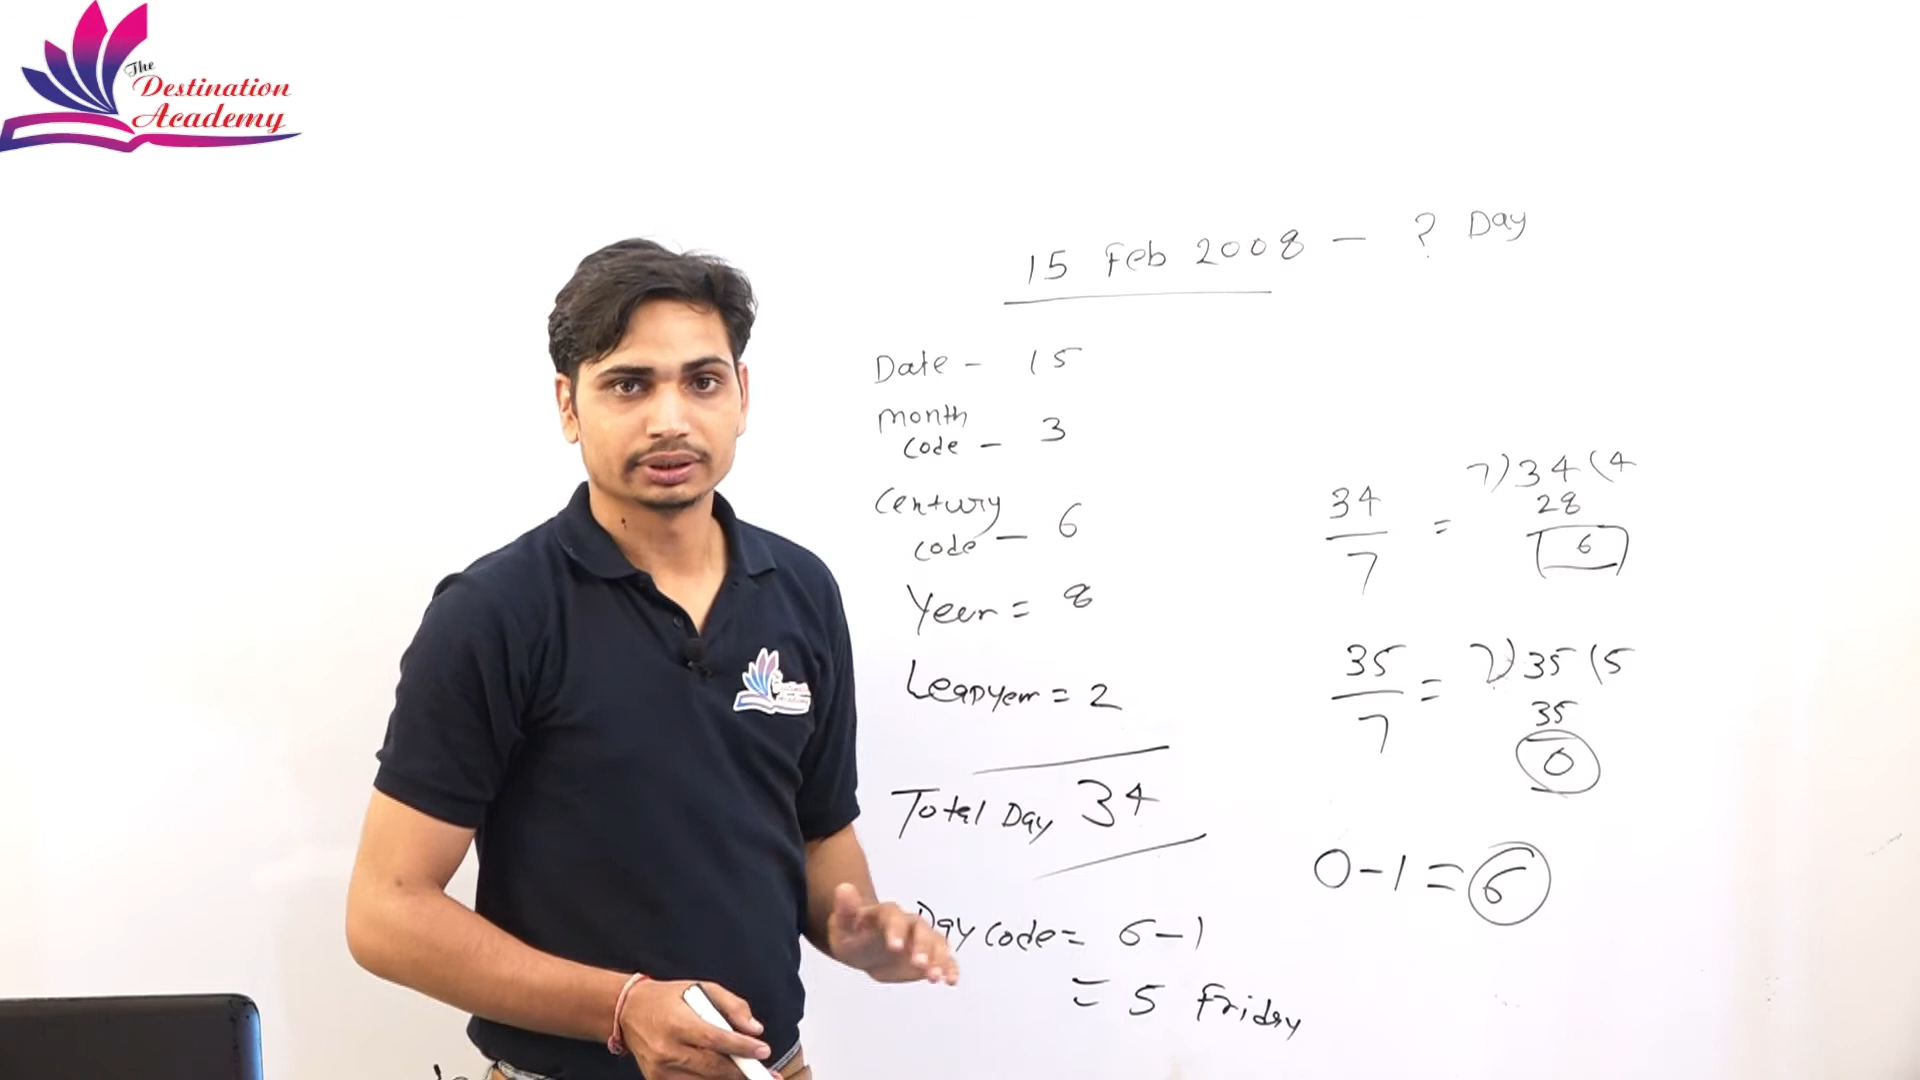 The
Destination
Academy
15 Feb 2008 - ? Day
Date - 15
month
code - 3
Century
code - 6
Year = 8
Leapyear = 2
Total Day 34
Day code = 6-1
= 5 Friday
34
7
=
7)34(4
28
6
35
7
=
7)35(5
35
0
0-1=6